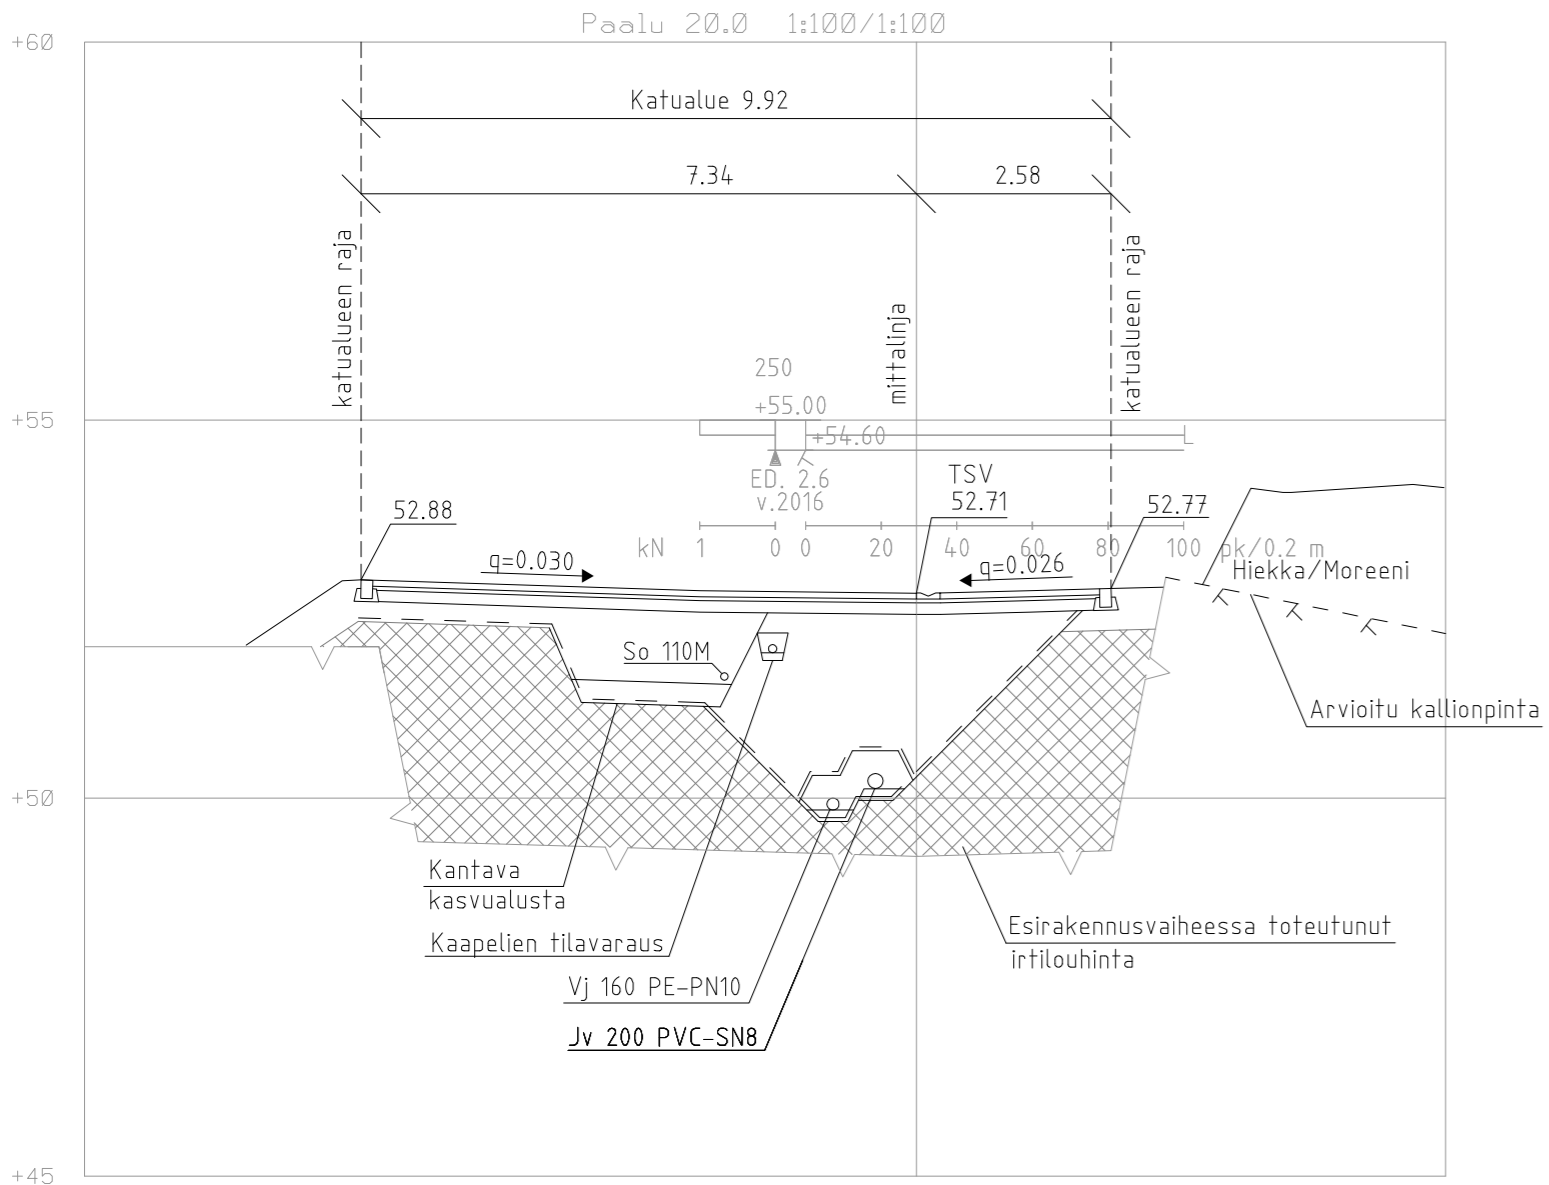 Paalu 20.0 1:100/1:100
+60
Katualue 9.92
7.34
2.58
katualueen raja
mittalinja
katualueen raja
250
+55.00
+55
+54.60
L
ED. 2.6
v.2016
TSV
52.88
52.71
52.77
kN 1 0 0 20 40 60 80 100 pk/0.2 m
q=0.030
q=0.026
Hiekka/Moreeni
So 110M
Arvioitu kallionpinta
+50
Kantava
kasvualusta
Kaapelien tilavaraus
Esirakennusvaiheessa toteutunut
irtilouhinta
Vj 160 PE-PN10
Jv 200 PVC-SN8
+45